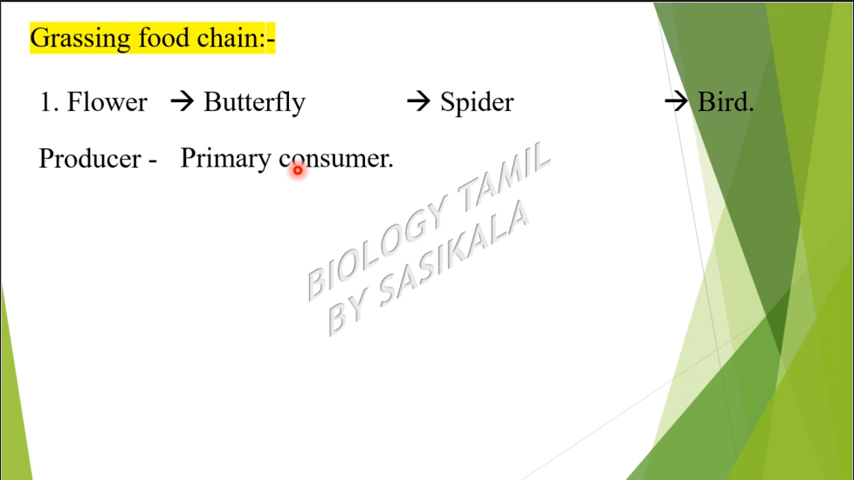 Grassing food chain:-
1. Flower → Butterfly → Spider → Bird.
Producer - Primary consumer.
BIOLOGY TAMIL
BY SASIKALA